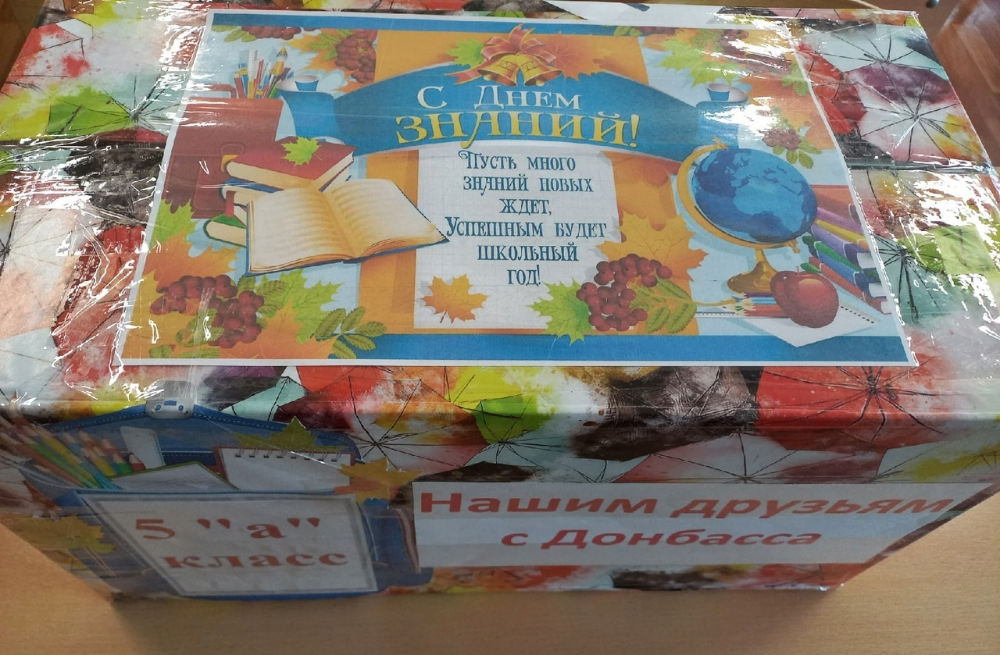 С Днем
ЗНАНИЙ!
Пусть много
знаний новых
ждет,
Успешным будет
школьный
год!
5 "а"
класс
Нашим друзьям
с Донбасса